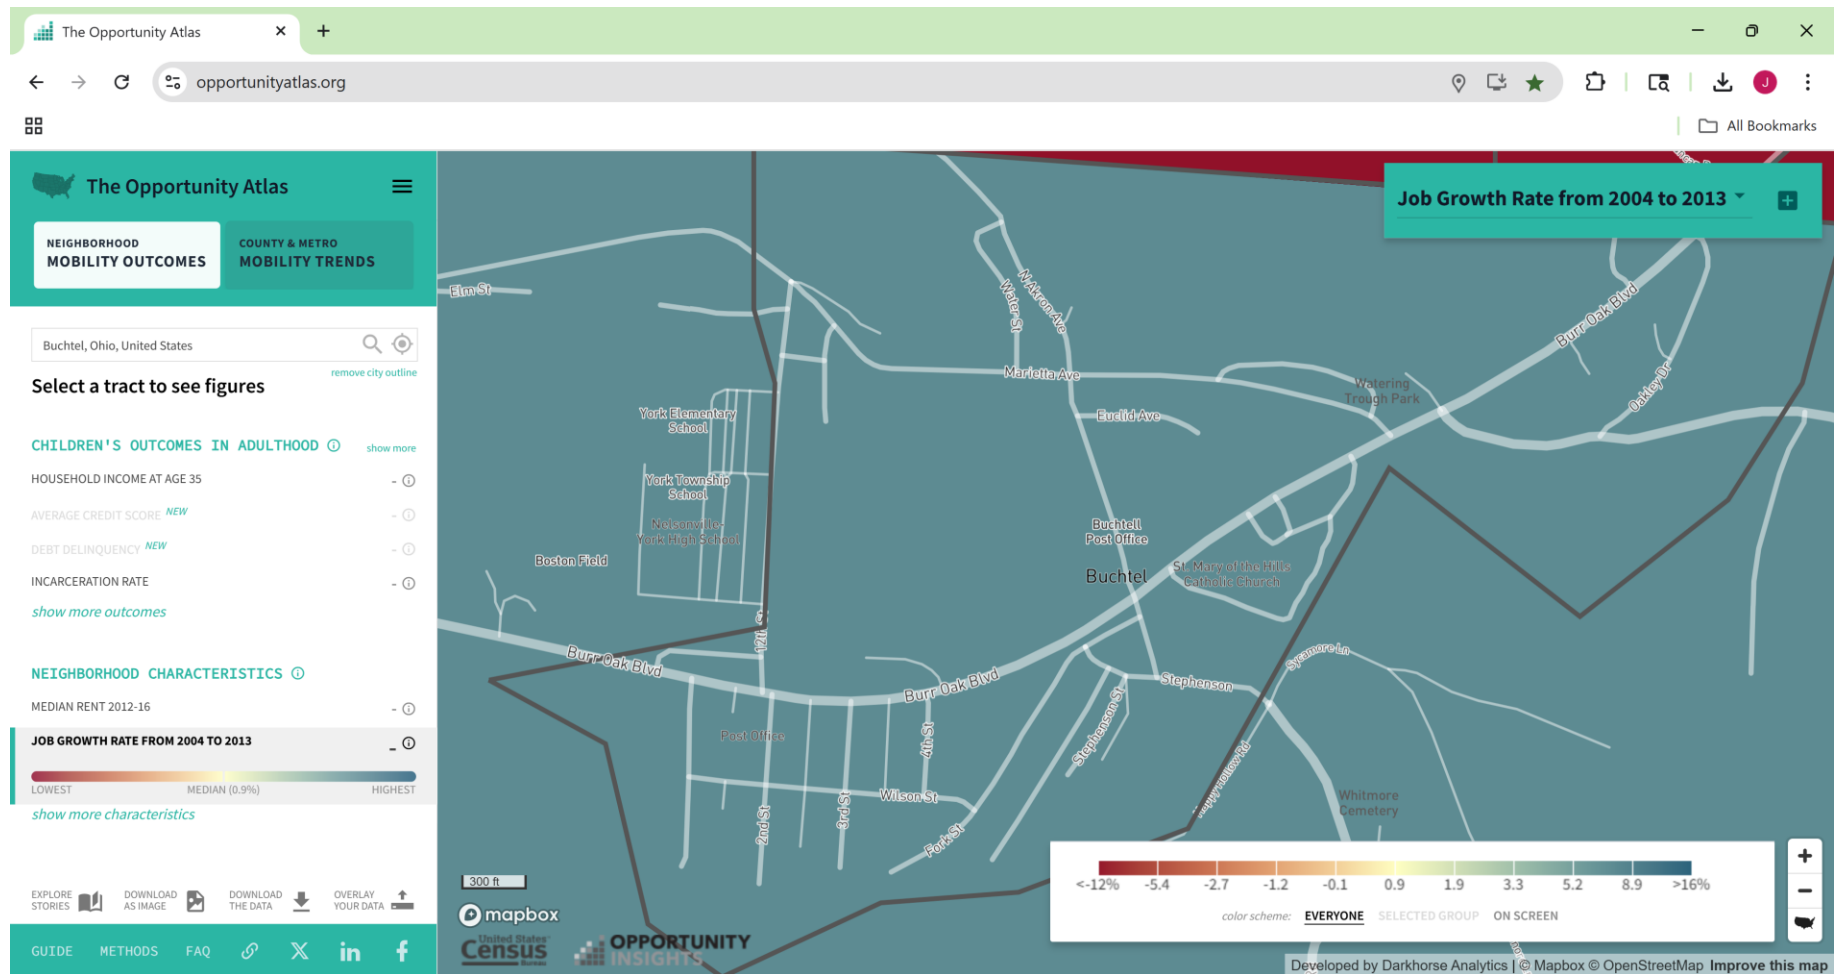 The Opportunity Atlas
opportunityatlas.org
J
All Bookmarks
The Opportunity Atlas
NEIGHBORHOOD
MOBILITY OUTCOMES
COUNTY & METRO
MOBILITY TRENDS
Buchtel, Ohio, United States
remove city outline
Select a tract to see figures
CHILDREN'S OUTCOMES IN ADULTHOOD
show more
HOUSEHOLD INCOME AT AGE 35 -
AVERAGE CREDIT SCORE NEW -
DEBT DELINQUENCY NEW -
INCARCERATION RATE -
show more outcomes
NEIGHBORHOOD CHARACTERISTICS
MEDIAN RENT 2012-16 -
JOB GROWTH RATE FROM 2004 TO 2013 -
LOWEST MEDIAN (0.9%) HIGHEST
show more characteristics
EXPLORE
STORIES
DOWNLOAD
AS IMAGE
DOWNLOAD
THE DATA
OVERLAY
YOUR DATA
GUIDE METHODS FAQ
Job Growth Rate from 2004 to 2013
Elm St
Water St
N Akron Ave
Burr Oak Blvd
Marietta Ave
Watering
Trough Park
Oakley Dr
Euclid Ave
York Elementary
School
York Township
School
Nelsonville-
York High School
Boston Field
Buchtell
Post Office
Buchtel
St. Mary of the Hills
Catholic Church
12th St
Burr Oak Blvd
Burr Oak Blvd
Stephenson
Sycamore Ln
Stephenson St
Post Office
4th St
Happy Hollow Rd
Wilson St
2nd St
3rd St
Fork St
Whitmore
Cemetery
300 ft
mapbox
United States
Census
Bureau
OPPORTUNITY
INSIGHTS
<-12% -5.4 -2.7 -1.2 -0.1 0.9 1.9 3.3 5.2 8.9 >16%
color scheme: EVERYONE SELECTED GROUP ON SCREEN
Developed by Darkhorse Analytics | © Mapbox © OpenStreetMap Improve this map